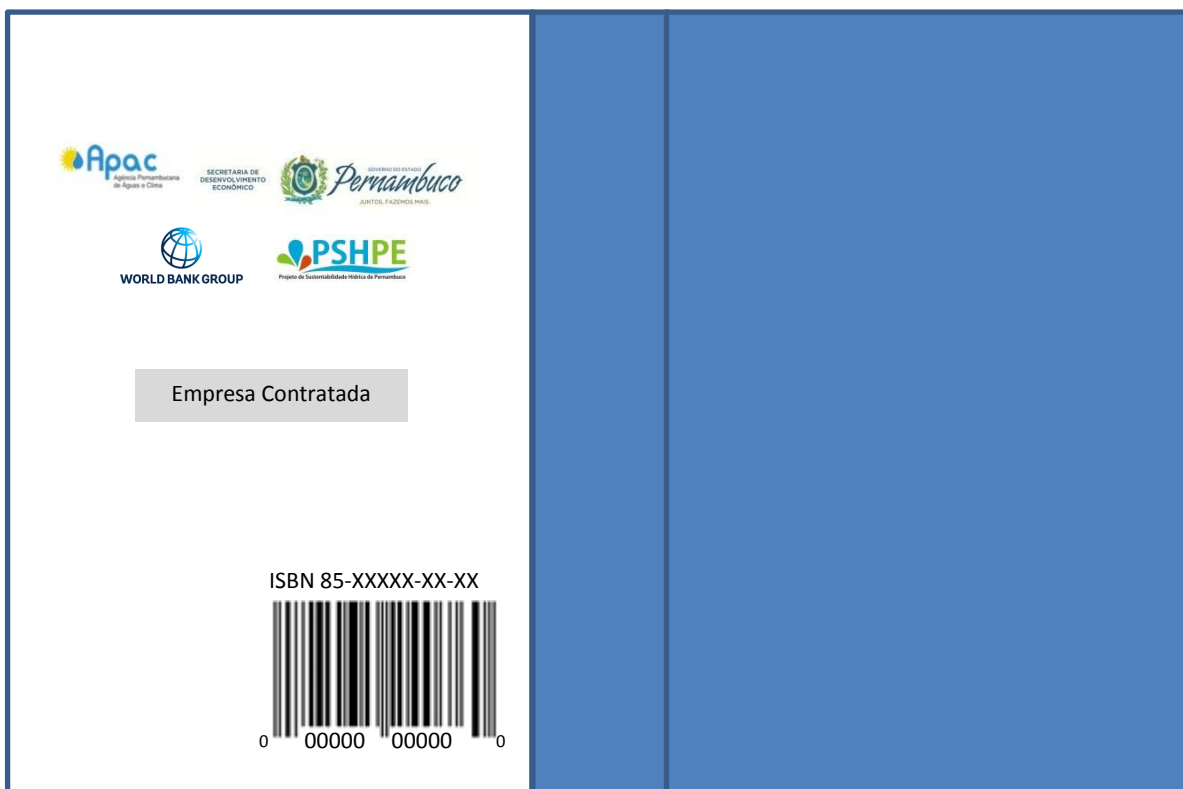 Apac
Agência Pernambucana
de Águas e Clima
SECRETARIA DE
DESENVOLVIMENTO
ECONÔMICO
GOVERNO DO ESTADO
Pernambuco
JUNTOS, FAZEMOS MAIS.
WORLD BANK GROUP
PSHPE
Projeto de Sustentabilidade Hídrica de Pernambuco
Empresa Contratada
ISBN 85-XXXXX-XX-XX
0 00000 00000 0